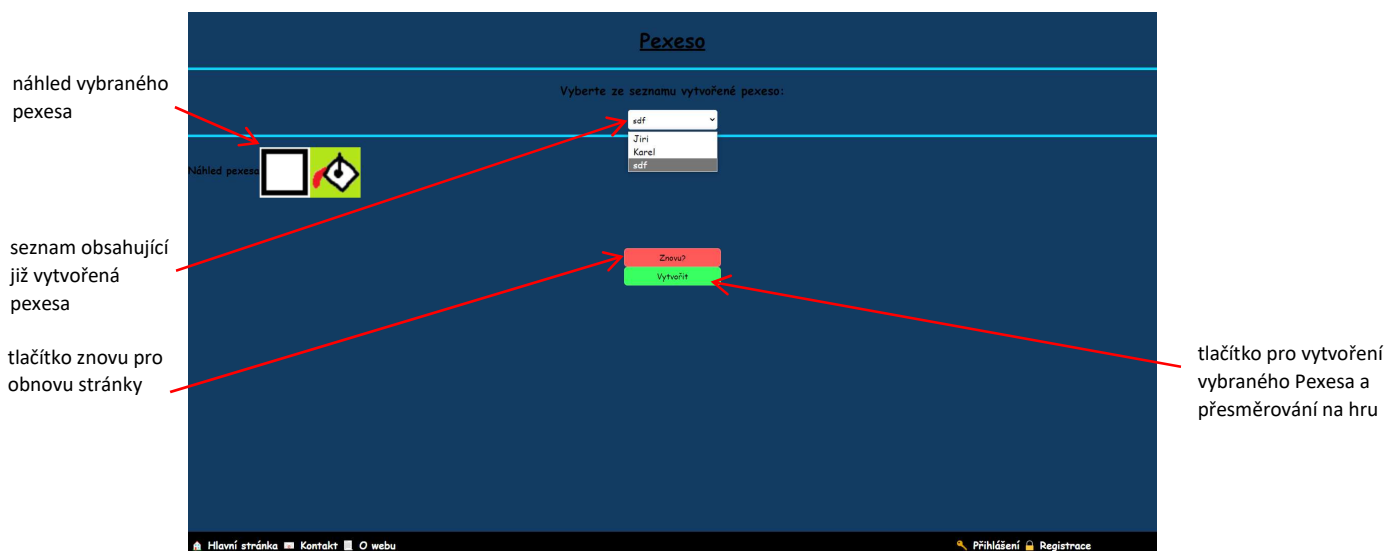 Pexeso
náhled vybraného
pexesa
Vyberte ze seznamu vytvořené pexeso:
sdf
Jiri
Karel
sdf
Náhled pexesa
seznam obsahující
již vytvořená
pexesa
Znovu?
Vytvořit
tlačítko znovu pro
obnovu stránky
tlačítko pro vytvoření
vybraného Pexesa a
přesměrování na hru
Hlavní stránka Kontakt O webu
Přihlášení Registrace